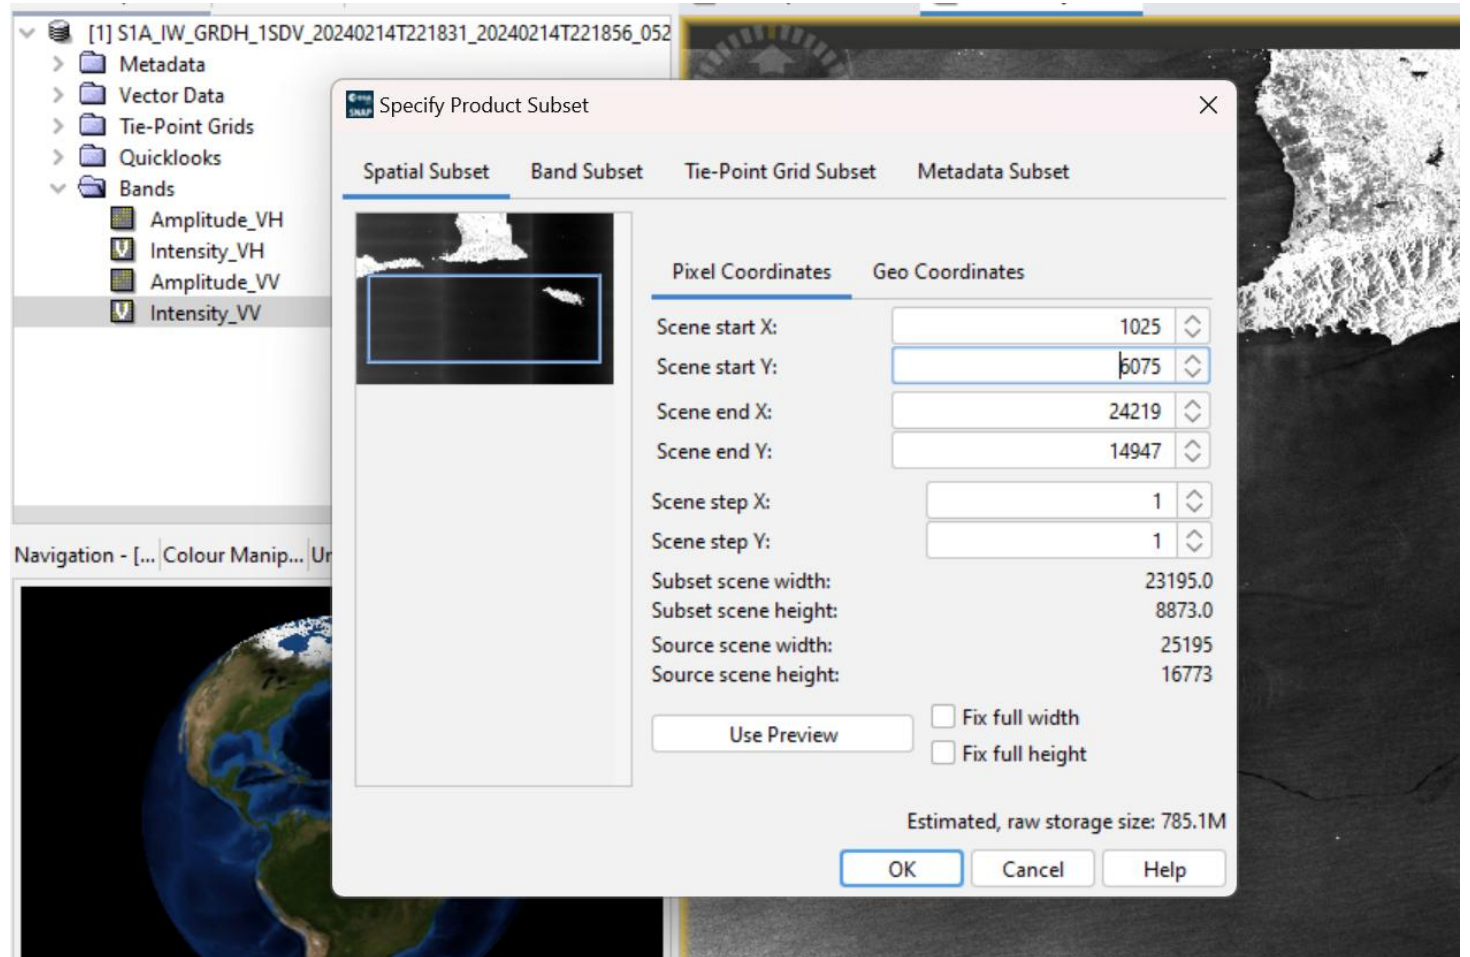 [1] S1A_IW_GRDH_1SDV_20240214T221831_20240214T221856_052
Metadata
Vector Data
Tie-Point Grids
Quicklooks
Bands
Amplitude_VH
Intensity_VH
Amplitude_VV
Intensity_VV
Navigation - [... Colour Manip... Ur
esa
SNAP
Specify Product Subset
Spatial Subset Band Subset Tie-Point Grid Subset Metadata Subset
Pixel Coordinates Geo Coordinates
Scene start X: 1025
Scene start Y: 6075
Scene end X: 24219
Scene end Y: 14947
Scene step X: 1
Scene step Y: 1
Subset scene width: 23195.0
Subset scene height: 8873.0
Source scene width: 25195
Source scene height: 16773
Use Preview
Fix full width
Fix full height
Estimated, raw storage size: 785.1M
OK Cancel Help